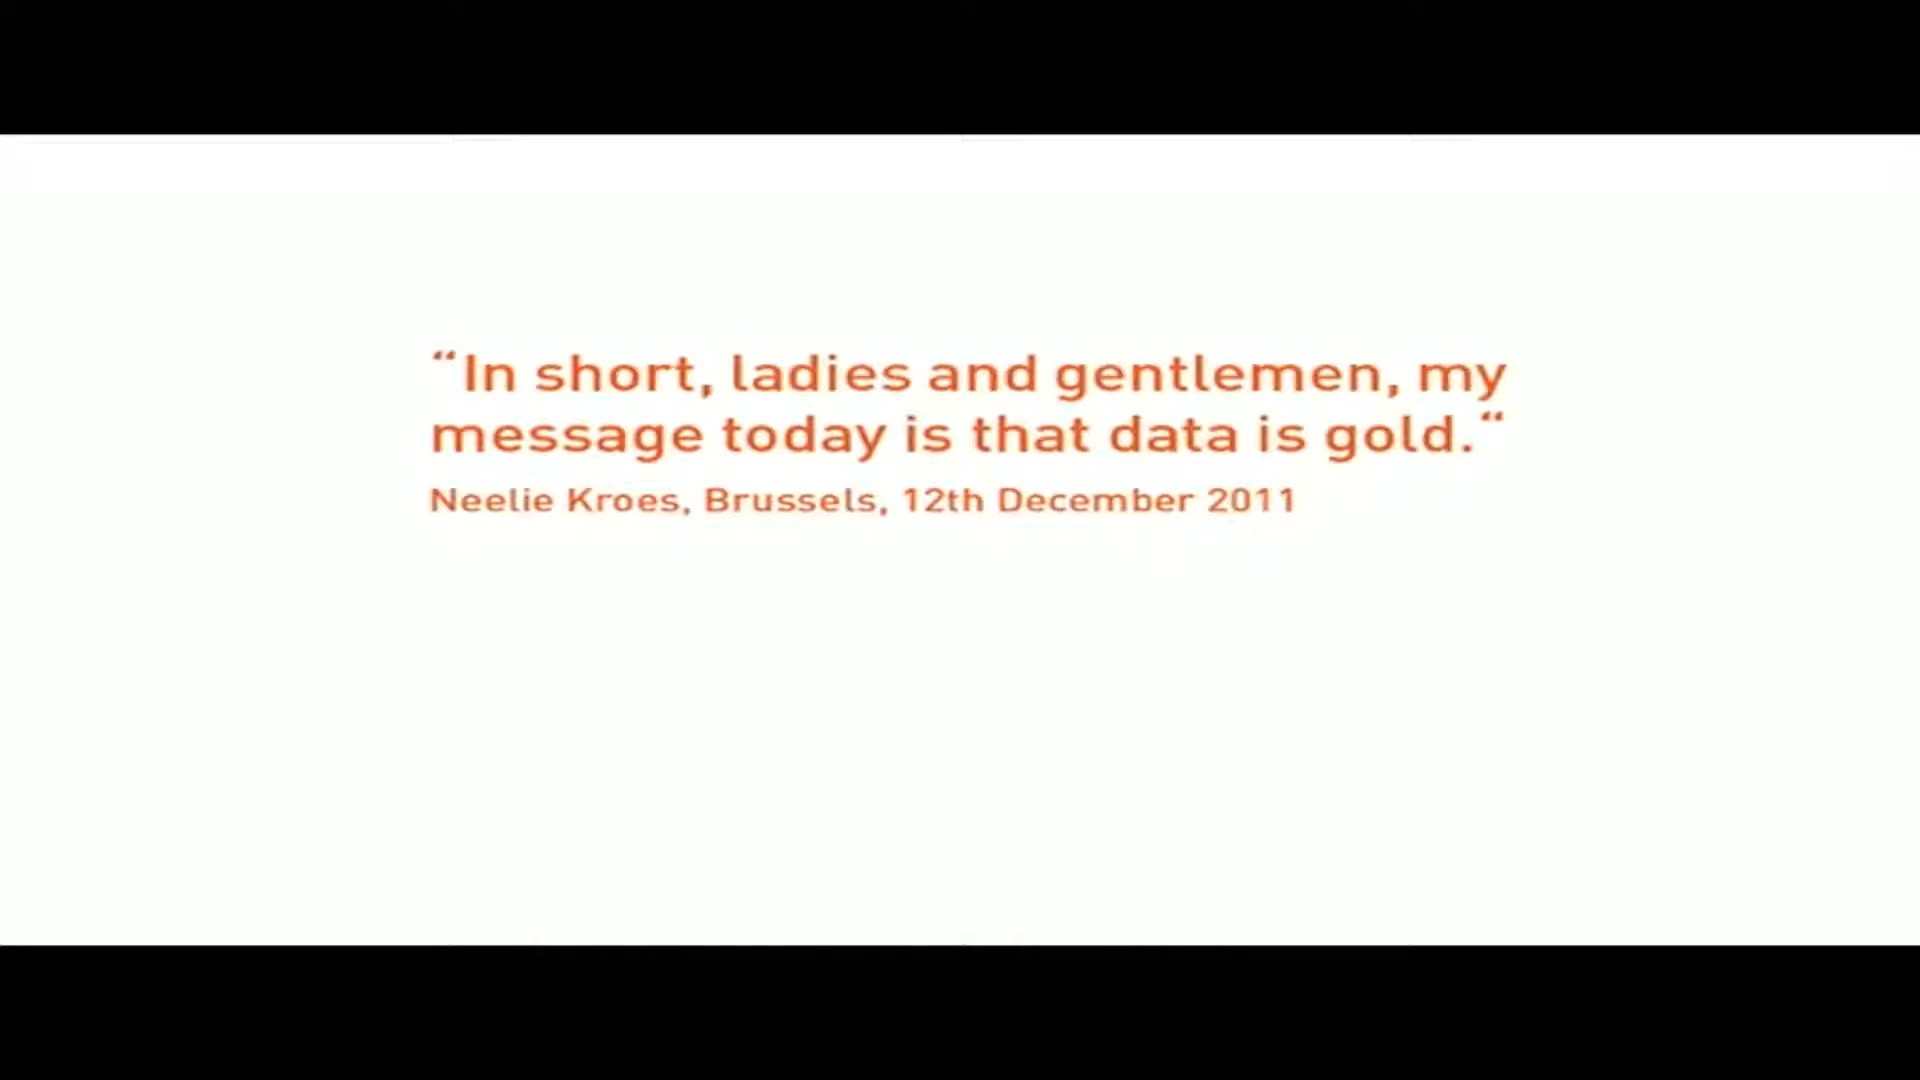 “In short, ladies and gentlemen, my
message today is that data is gold.“
Neelie Kroes, Brussels, 12th December 2011